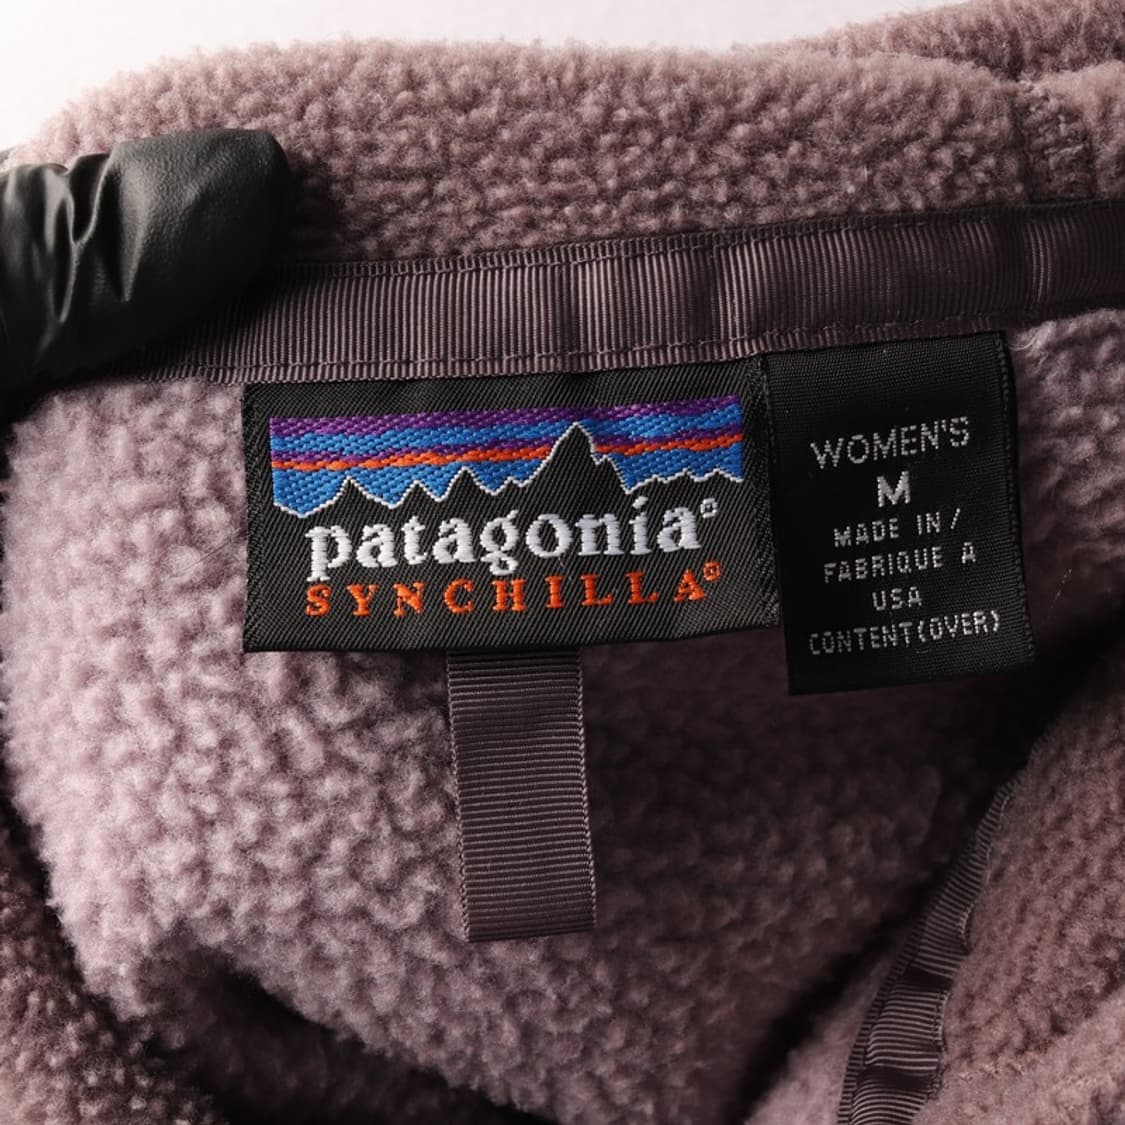 patagonia®
SYNCHILLA®
WOMEN'S
M
MADE IN/
FABRIQUE A
USA
CONTENT(OVER)